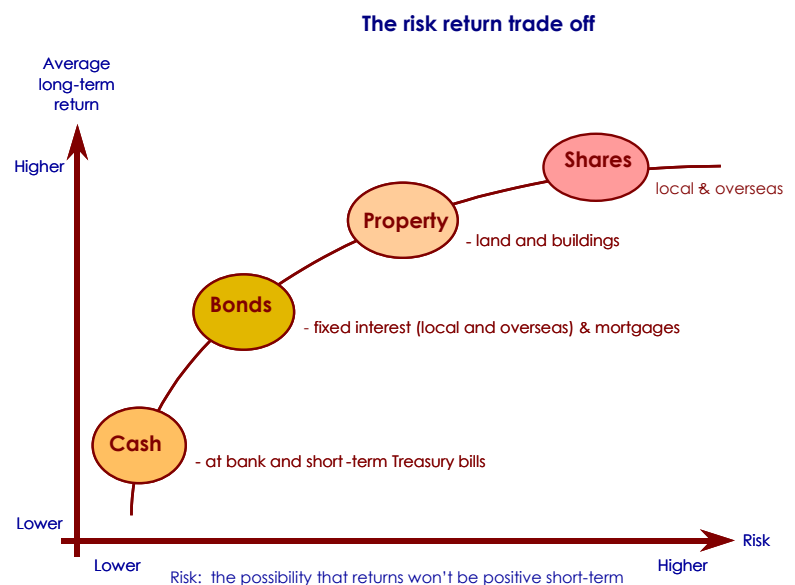 The risk return trade off
Average
long-term
return
Higher
Shares
local & overseas
Property
- land and buildings
Bonds
- fixed interest (local and overseas) & mortgages
Cash
- at bank and short-term Treasury bills
Lower
Risk
Lower
Higher
Risk: the possibility that returns won't be positive short-term